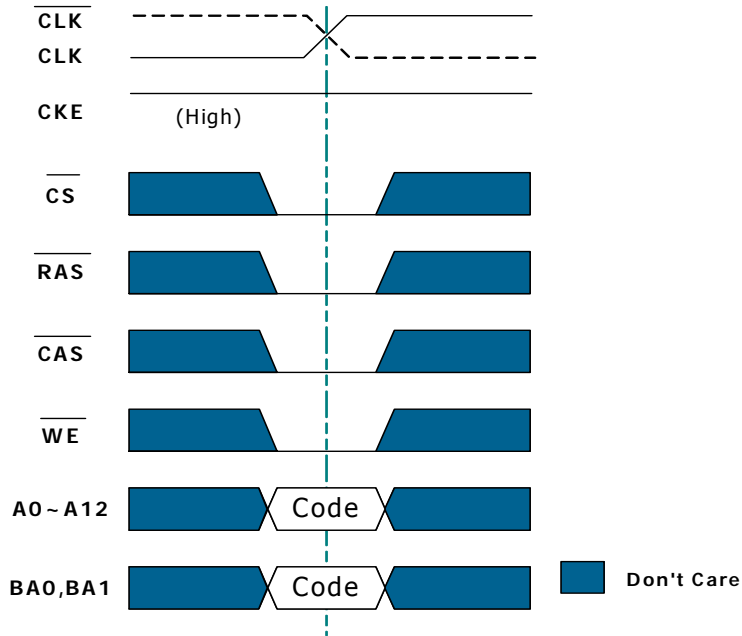 CLK
CLK
CKE (High)
CS
RAS
CAS
WE
A0~A12 Code
BA0,BA1 Code
Don't Care